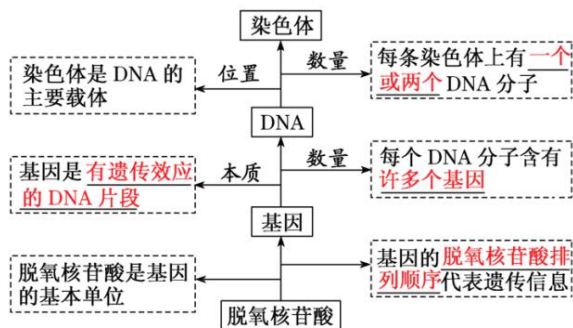 染色体
染色体是 DNA 的
主要载体
位置
数量
每条染色体上有一个
或两个 DNA 分子
DNA
基因是有遗传效应
的 DNA 片段
本质
数量
每个 DNA 分子含有
许多个基因
基因
脱氧核苷酸是基因
的基本单位
基因的脱氧核苷酸排
列顺序代表遗传信息
脱氧核苷酸